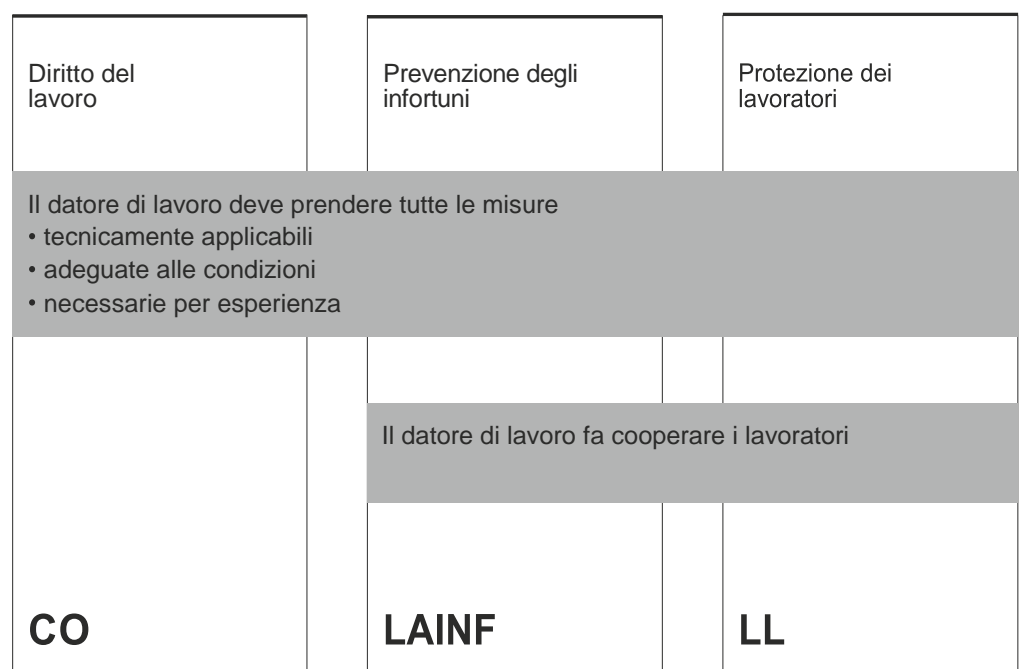 Diritto del
lavoro
Prevenzione degli
infortuni
Protezione dei
lavoratori
Il datore di lavoro deve prendere tutte le misure
• tecnicamente applicabili
• adeguate alle condizioni
• necessarie per esperienza
Il datore di lavoro fa cooperare i lavoratori
CO
LAINF
LL